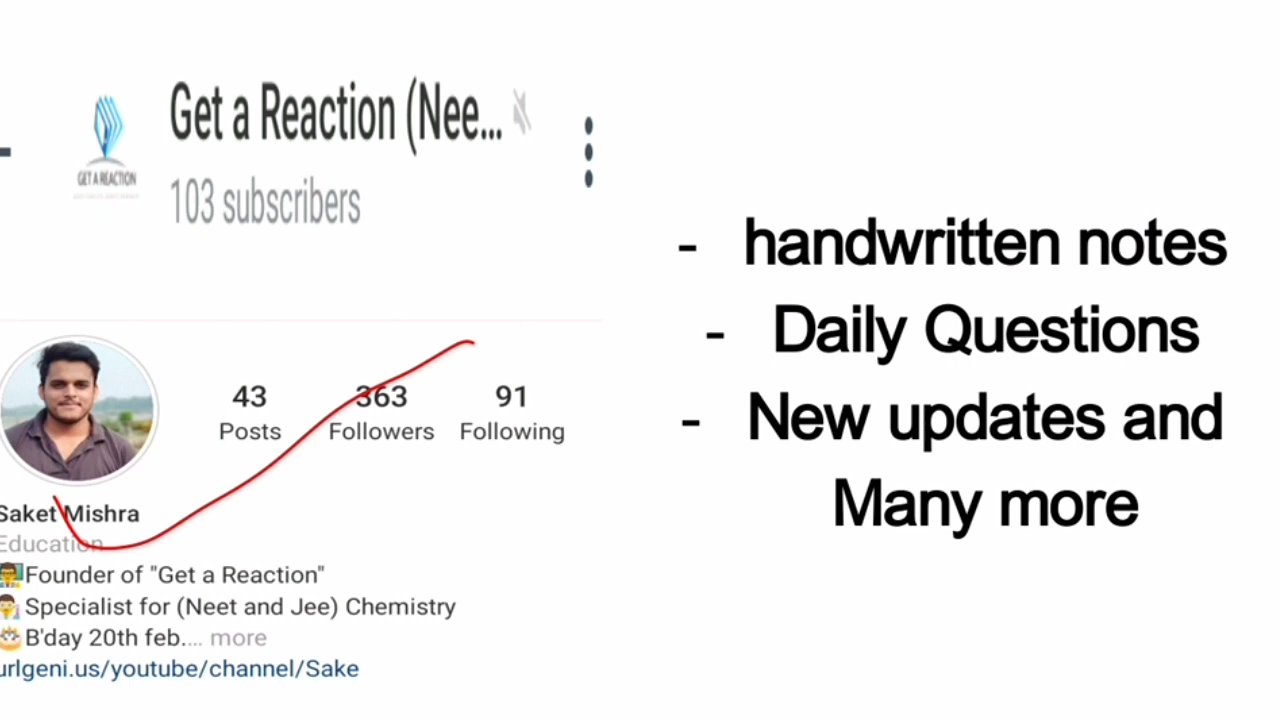 Get a Reaction (Nee...
GET A REACTION
103 subscribers
43
363
91
Posts
Followers
Following
Saket Mishra
Education
Founder of "Get a Reaction"
Specialist for (Neet and Jee) Chemistry
B'day 20th feb.... more
urlgeni.us/youtube/channel/Sake
- handwritten notes
- Daily Questions
- New updates and
Many more